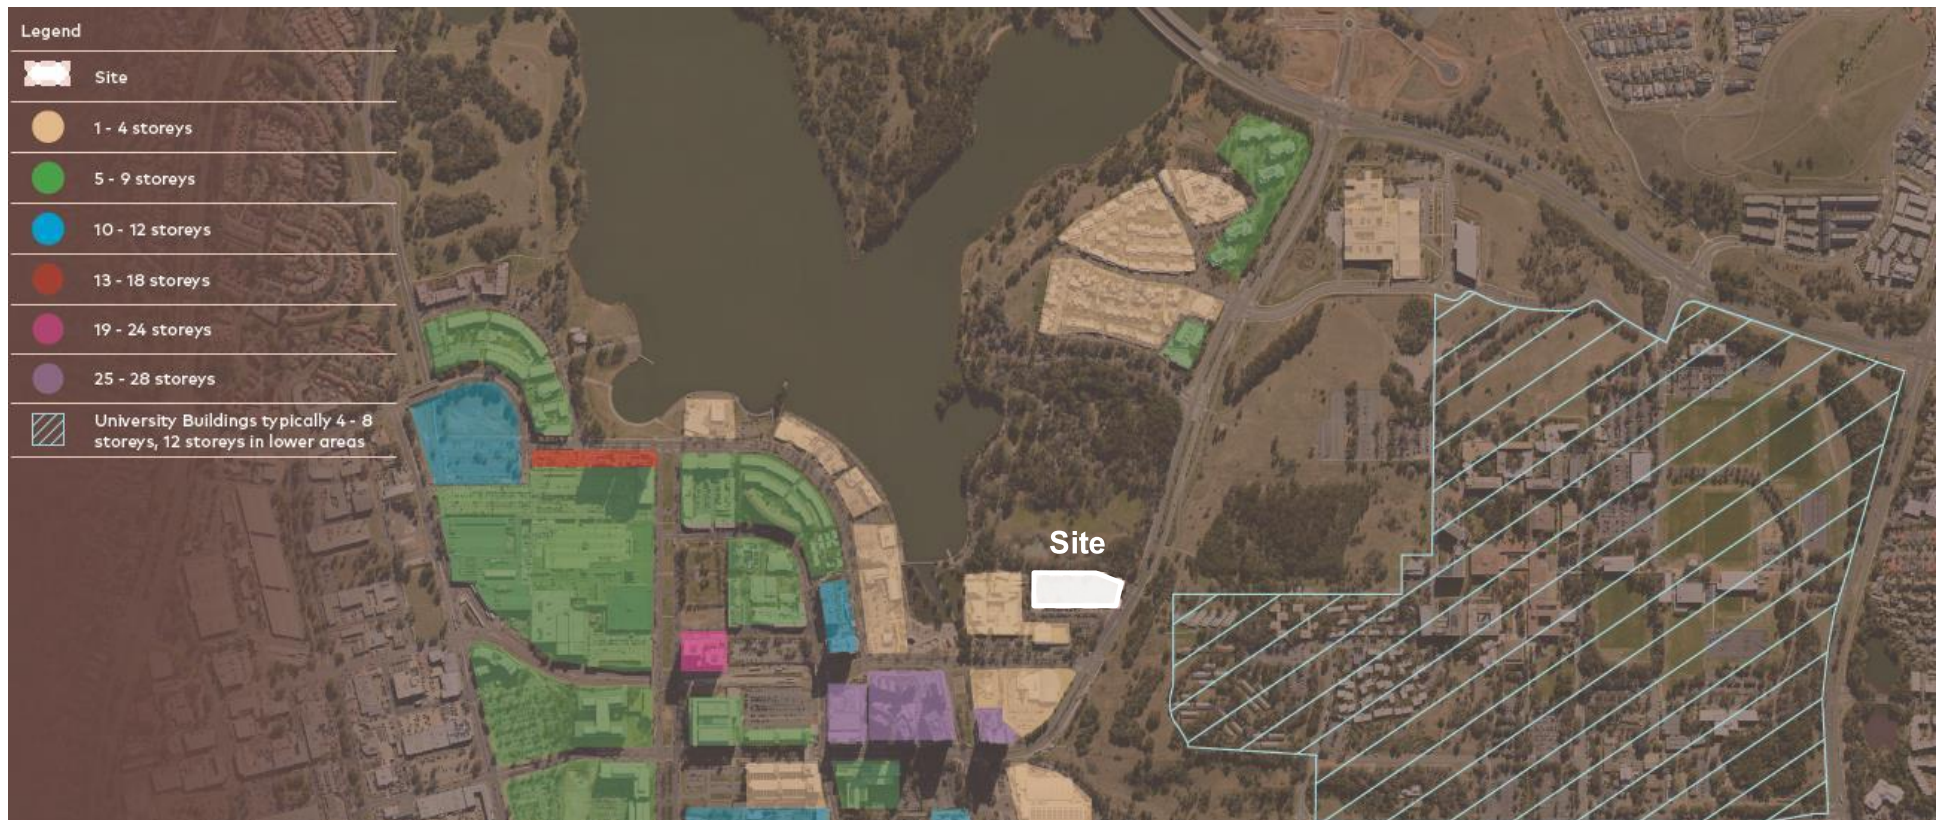 Legend
Site
1 - 4 storeys
5 - 9 storeys
10 - 12 storeys
13 - 18 storeys
19 - 24 storeys
25 - 28 storeys
University Buildings typically 4 - 8
storeys, 12 storeys in lower areas
Site